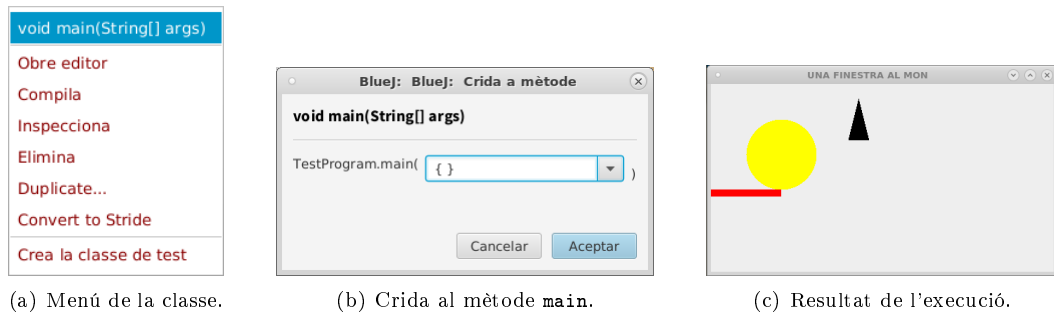 void main(String[] args)
Obre editor
Compila
Inspecciona
Elimina
Duplicate...
Convert to Stride
Crea la classe de test
(a) Menú de la classe.
BlueJ: BlueJ: Crida a mètode
void main(String[] args)
TestProgram.main( { } )
Cancelar Aceptar
(b) Crida al mètode main.
UNA FINESTRA AL MON
(c) Resultat de l'execució.